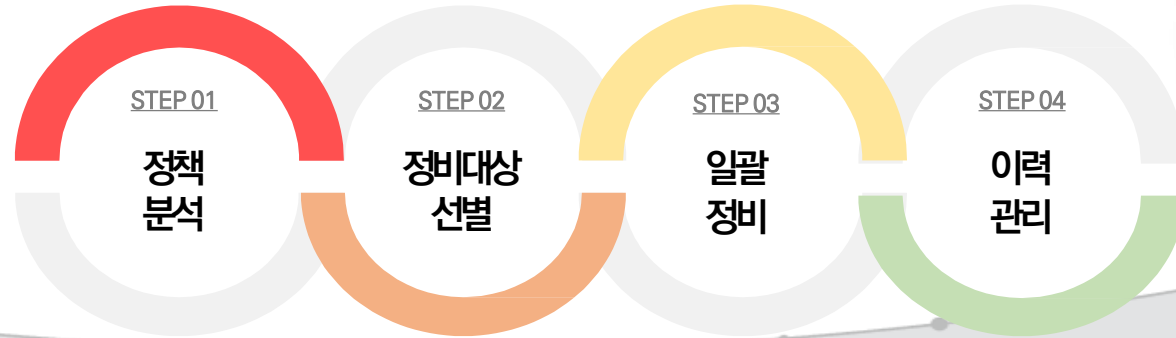 STEP 01
정책
분석
STEP 02
정비대상
선별
STEP 03
일괄
정비
STEP 04
이력
관리